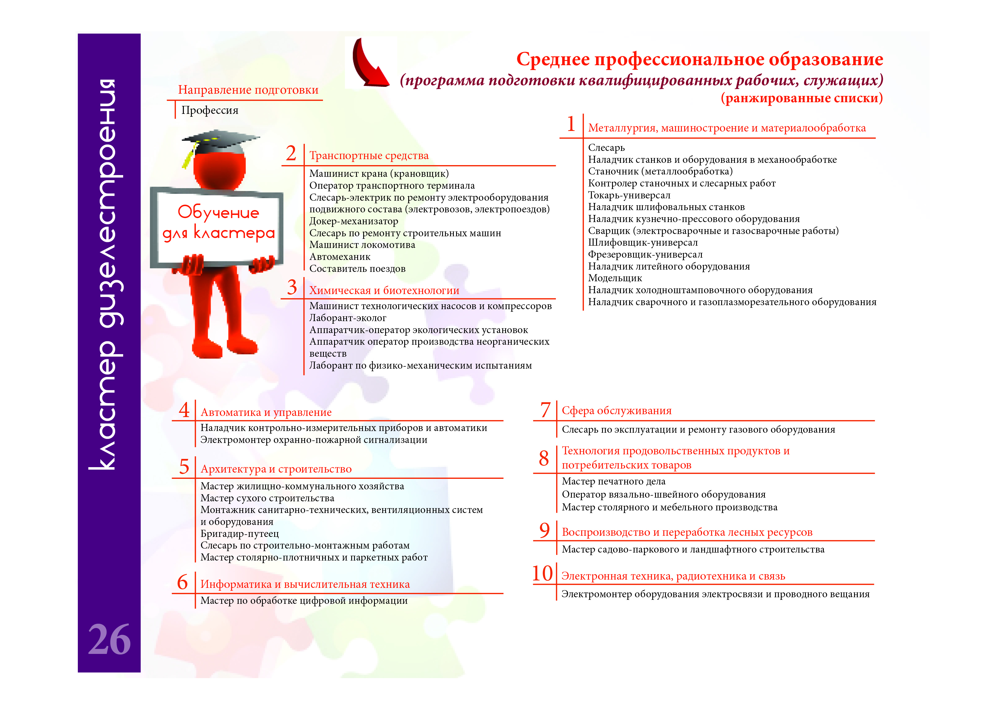 кластер дизелестроения
26
Среднее профессиональное образование
(программа подготовки квалифицированных рабочих, служащих)
(ранжированные списки)
Направление подготовки
Профессия
Обучение
для кластера
1
Металлургия, машиностроение и материалообработка
Слесарь
Наладчик станков и оборудования в механообработке
Станочник (металлообработка)
Контролер станочных и слесарных работ
Токарь-универсал
Наладчик шлифовальных станков
Наладчик кузнечно-прессового оборудования
Сварщик (электросварочные и газосварочные работы)
Шлифовщик-универсал
Фрезеровщик-универсал
Наладчик литейного оборудования
Модельщик
Наладчик холодноштамповочного оборудования
Наладчик сварочного и газоплазморезательного оборудования
2
Транспортные средства
Машинист крана (крановщик)
Оператор транспортного терминала
Слесарь-электрик по ремонту электрооборудования
подвижного состава (электровозов, электропоездов)
Докер-механизатор
Слесарь по ремонту строительных машин
Машинист локомотива
Автомеханик
Составитель поездов
3
Химическая и биотехнологии
Машинист технологических насосов и компрессоров
Лаборант-эколог
Аппаратчик-оператор экологических установок
Аппаратчик оператор производства неорганических
веществ
Лаборант по физико-механическим испытаниям
4
Автоматика и управление
Наладчик контрольно-измерительных приборов и автоматики
Электромонтер охранно-пожарной сигнализации
5
Архитектура и строительство
Мастер жилищно-коммунального хозяйства
Мастер сухого строительства
Монтажник санитарно-технических, вентиляционных систем
и оборудования
Бригадир-путеец
Слесарь по строительно-монтажным работам
Мастер столярно-плотничных и паркетных работ
6
Информатика и вычислительная техника
Мастер по обработке цифровой информации
7
Сфера обслуживания
Слесарь по эксплуатации и ремонту газового оборудования
8
Технология продовольственных продуктов и
потребительских товаров
Мастер печатного дела
Оператор вязально-швейного оборудования
Мастер столярного и мебельного производства
9
Воспроизводство и переработка лесных ресурсов
Мастер садово-паркового и ландшафтного строительства
10
Электронная техника, радиотехника и связь
Электромонтер оборудования электросвязи и проводного вещания